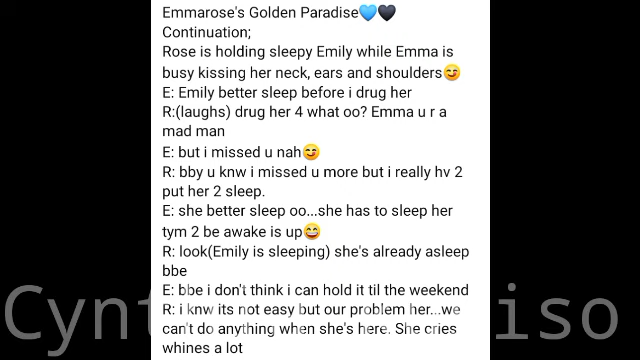 Emmarose's Golden Paradise🩵🖤
Continuation;
Rose is holding sleepy Emily while Emma is
busy kissing her neck, ears and shoulders😋
E: Emily better sleep before i drug her
R:(laughs) drug her 4 what oo? Emma u r a
mad man
E: but i missed u nah😋
R: bby u knw i missed u more but i really hv 2
put her 2 sleep.
E: she better sleep oo...she has to sleep her
tym 2 be awake is up😄
R: look(Emily is sleeping) she's already asleep
bbe
E: bbe i don't think i can hold it til the weekend
R: i knw its not easy but our problem her...we
can't do anything when she's here. She cries
whines a lot